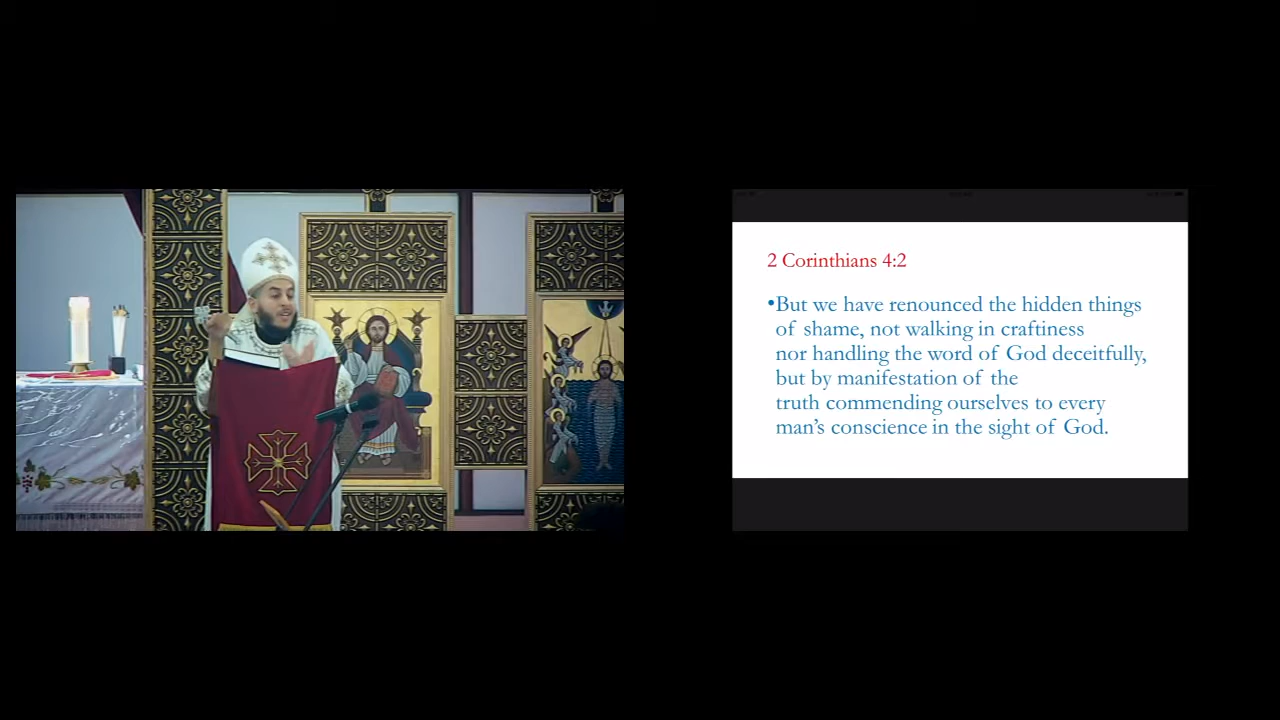 2 Corinthians 4:2
•But we have renounced the hidden things
of shame, not walking in craftiness
nor handling the word of God deceitfully,
but by manifestation of the
truth commending ourselves to every
man’s conscience in the sight of God.